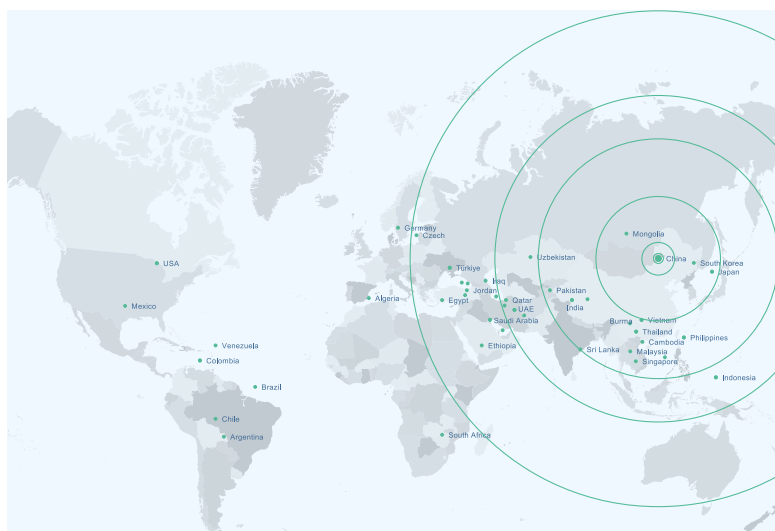 Germany
Czech
Mongolia
China
USA
Türkiye
Uzbekistan
South Korea
Japan
Iraq
Jordan
Pakistan
Mexico
Algeria
Egypt
Qatar
India
UAE
Saudi Arabia
Burma
Vietnam
Thailand
Philippines
Venezuela
Ethiopia
Sri Lanka
Cambodia
Malaysia
Colombia
Singapora
Indonesia
Brazil
Chile
Argentina
South Africa